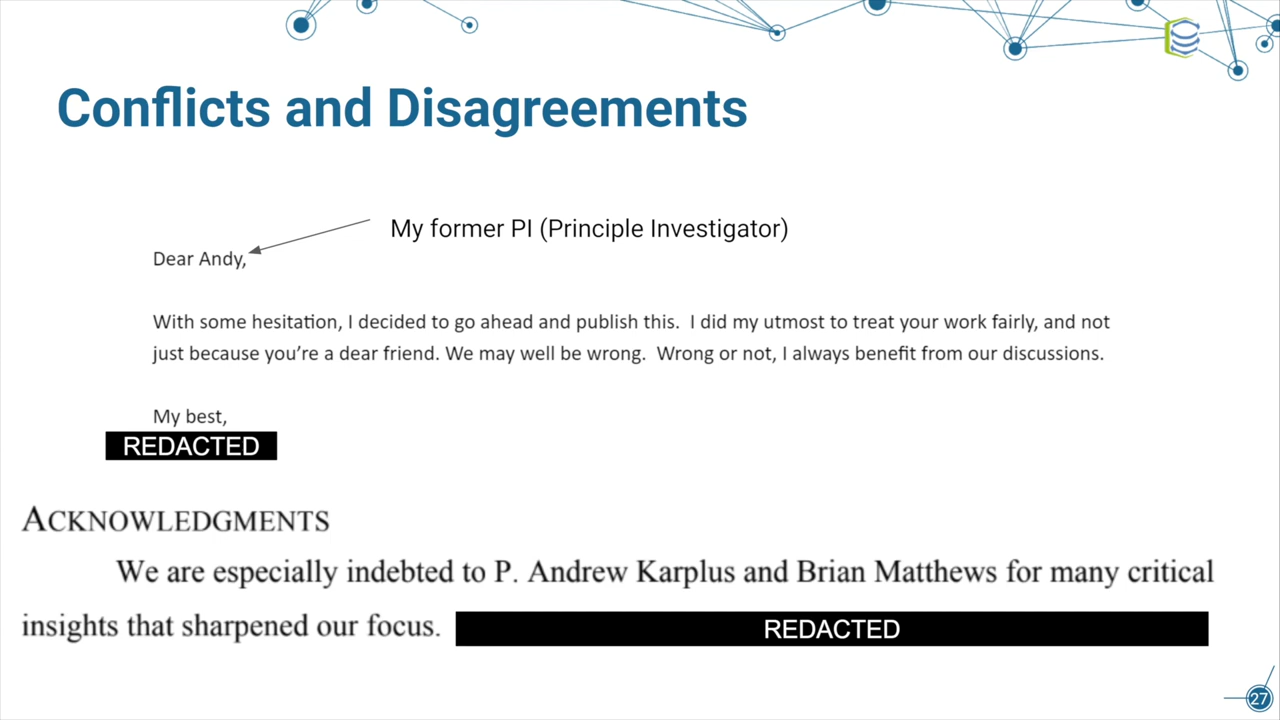 Conflicts and Disagreements
My former PI (Principle Investigator)
Dear Andy,
With some hesitation, I decided to go ahead and publish this.  I did my utmost to treat your work fairly, and not
just because you’re a dear friend. We may well be wrong.  Wrong or not, I always benefit from our discussions.
My best,
REDACTED
ACKNOWLEDGMENTS
We are especially indebted to P. Andrew Karplus and Brian Matthews for many critical
insights that sharpened our focus. REDACTED
27